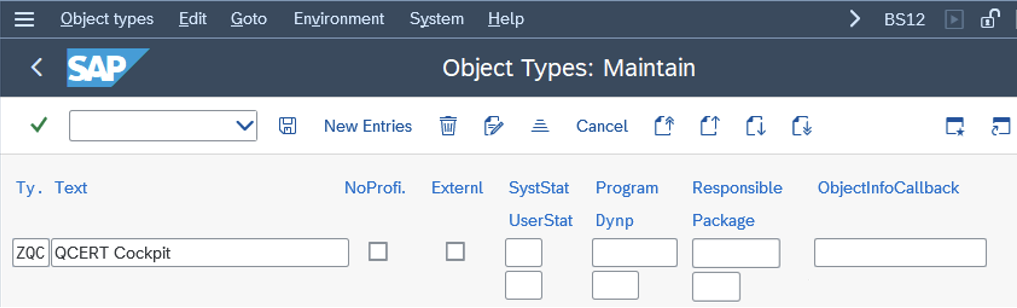 Object types Edit Goto Environment System Help BS12
SAP Object Types: Maintain
New Entries Cancel
Ty. Text NoProfi. Externl SystStat Program Responsible ObjectInfoCallback
UserStat Dynp Package
ZQC QCERT Cockpit